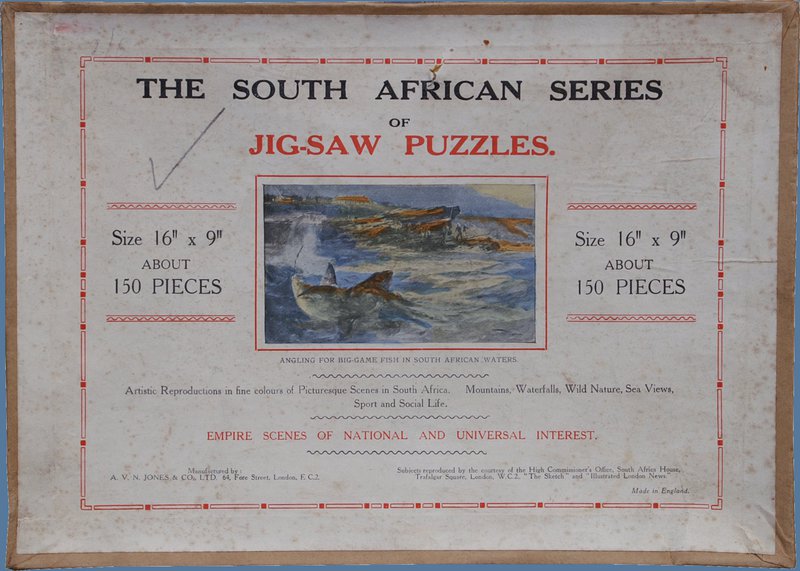 THE SOUTH AFRICAN SERIES
OF
JIG-SAW PUZZLES.
Size 16" x 9"
ABOUT
150 PIECES
Size 16" x 9"
ABOUT
150 PIECES
ANGLING FOR BIG-GAME FISH IN SOUTH AFRICAN WATERS.
Artistic Reproductions in fine colours of Picturesque Scenes in South Africa. Mountains, Waterfalls, Wild Nature, Sea Views,
Sport and Social Life.
EMPIRE SCENES OF NATIONAL AND UNIVERSAL INTEREST.
Manufactured by:
A. V. N. JONES & CO., LTD. 64, Fore Street, London, E.C.2.
Subjects reproduced by the courtesy of the High Commissioner's Office, South Africa House,
Trafalgar Square, London, W.C.2. "The Sketch" and "Illustrated London News."
Made in England.